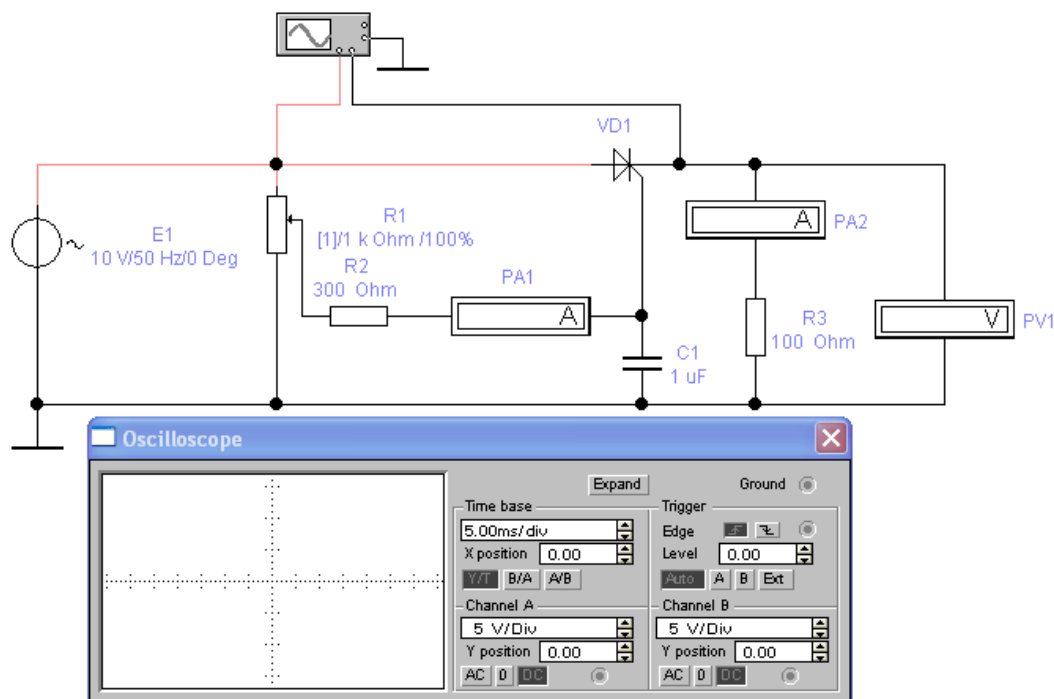 VD1
E1
10 V/50 Hz/0 Deg
R1
[1]/1 k Ohm /100%
R2
300 Ohm
PA1
A
A
PA2
R3
100 Ohm
V
PV1
C1
1 uF
Oscilloscope
Expand
Ground
Time base
5.00ms/div
X position 0.00
Y/T B/A A/B
Trigger
Edge
Level 0.00
Auto A B Ext
Channel A
5 V/Div
Y position 0.00
AC 0 DC
Channel B
5 V/Div
Y position 0.00
AC 0 DC